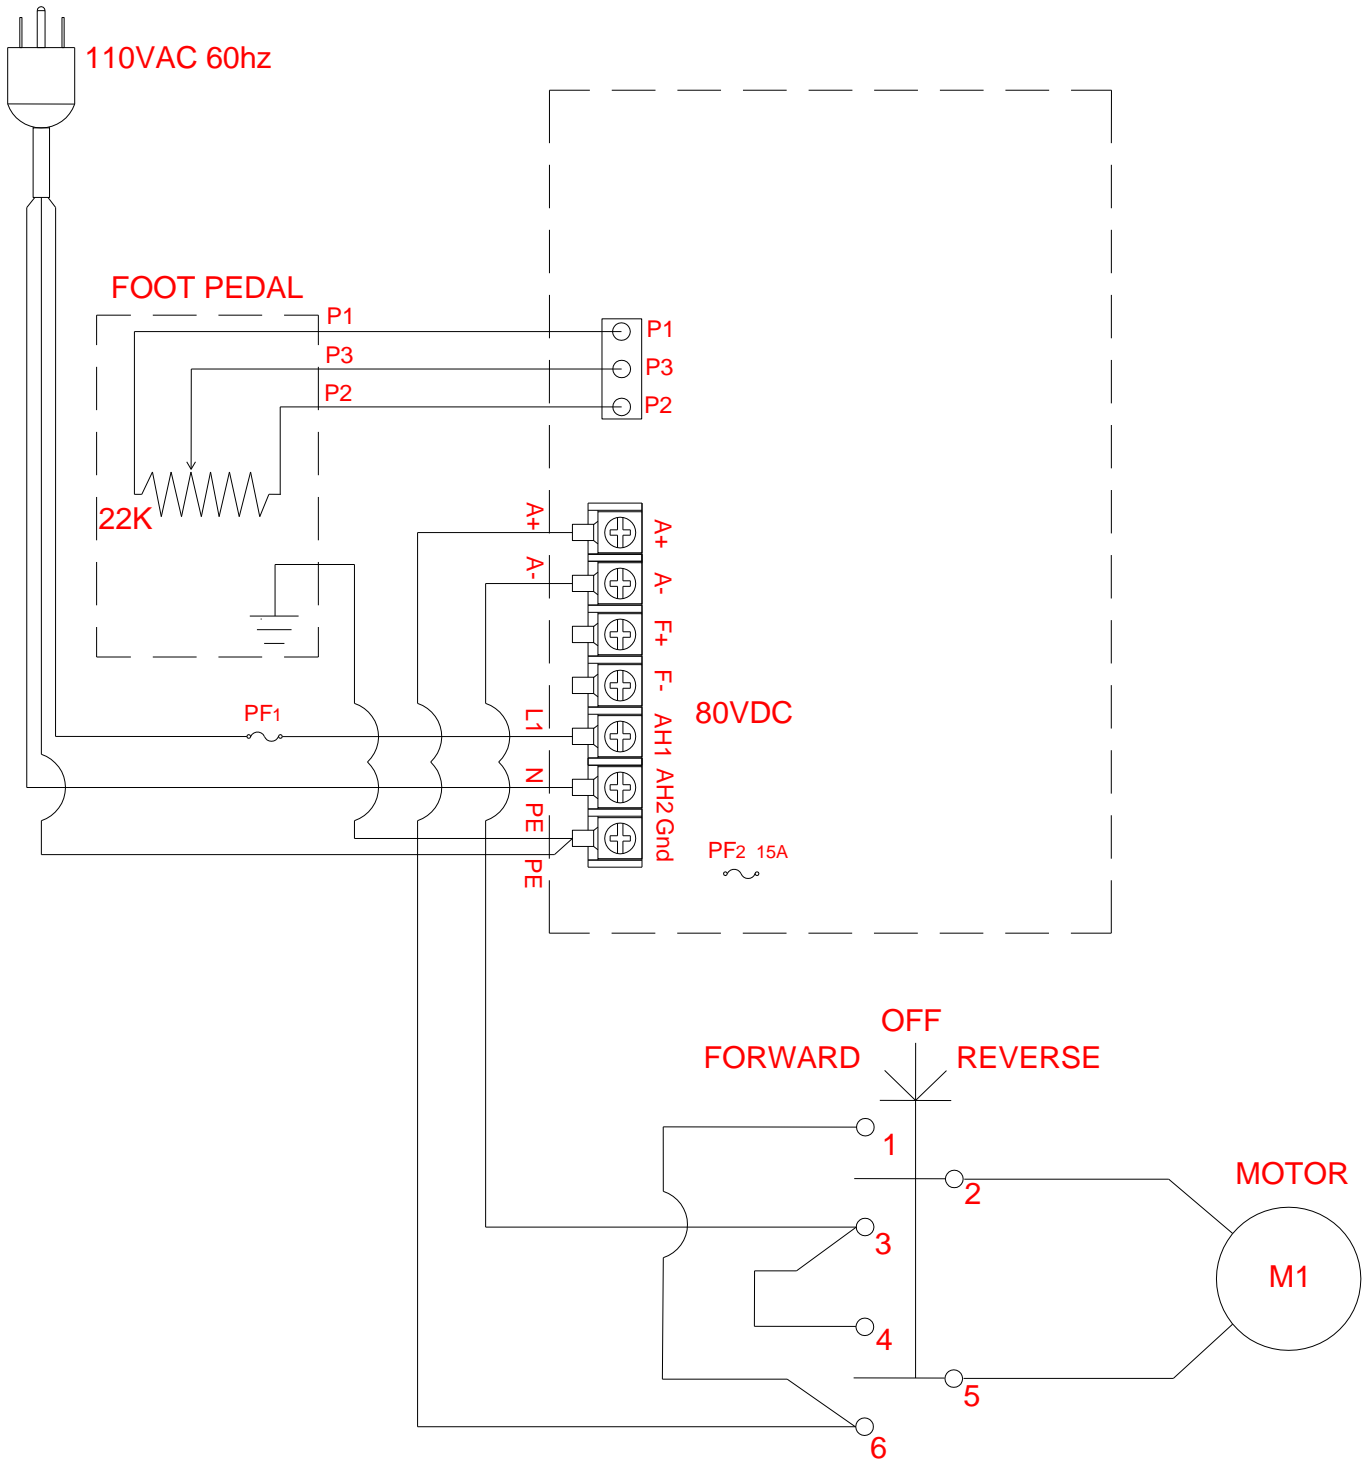 110VAC 60hz
FOOT PEDAL
P1
P1
P3
P3
P2
P2
22K
A+
A+
A-
A-
F+
F-
80VDC
PF1
L1
AH1
N
AH2
PE
Gnd
PF2 15A
PE
OFF
FORWARD
REVERSE
1
MOTOR
2
3
M1
4
5
6